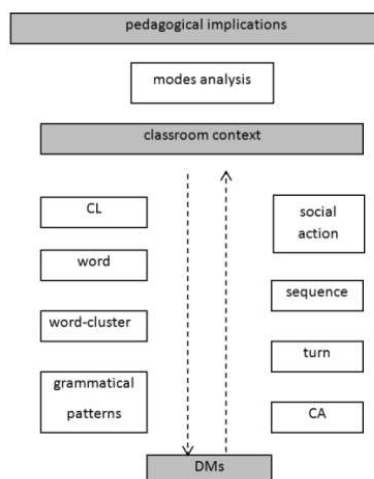 pedagogical implications
modes analysis
classroom context
CL
word
word-cluster
grammatical
patterns
social
action
sequence
turn
CA
DMs